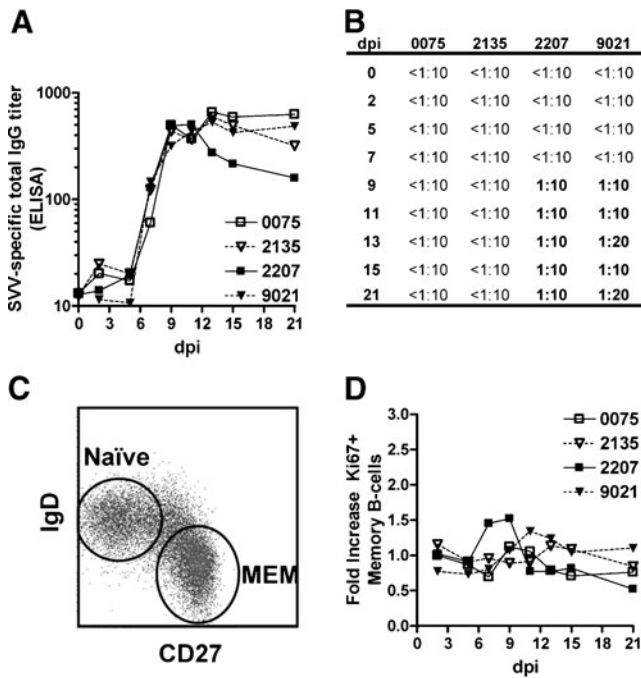 A
SVV-specific total IgG titer
(ELISA)
1000
100
10
0 3 6 9 12 15 18 21
dpi
0075
2135
2207
9021
B
dpi 0075 2135 2207 9021
0 <1:10 <1:10 <1:10 <1:10
2 <1:10 <1:10 <1:10 <1:10
5 <1:10 <1:10 <1:10 <1:10
7 <1:10 <1:10 <1:10 <1:10
9 <1:10 <1:10 1:10 1:10
11 <1:10 <1:10 1:10 1:10
13 <1:10 <1:10 1:10 1:20
15 <1:10 <1:10 1:10 1:10
21 <1:10 <1:10 1:10 1:20
C
Naïve
IgD
MEM
CD27
D
Fold Increase Ki67+
Memory B-cells
3.0
2.5
2.0
1.5
1.0
0.5
0.0
0 3 6 9 12 15 18 21
dpi
0075
2135
2207
9021